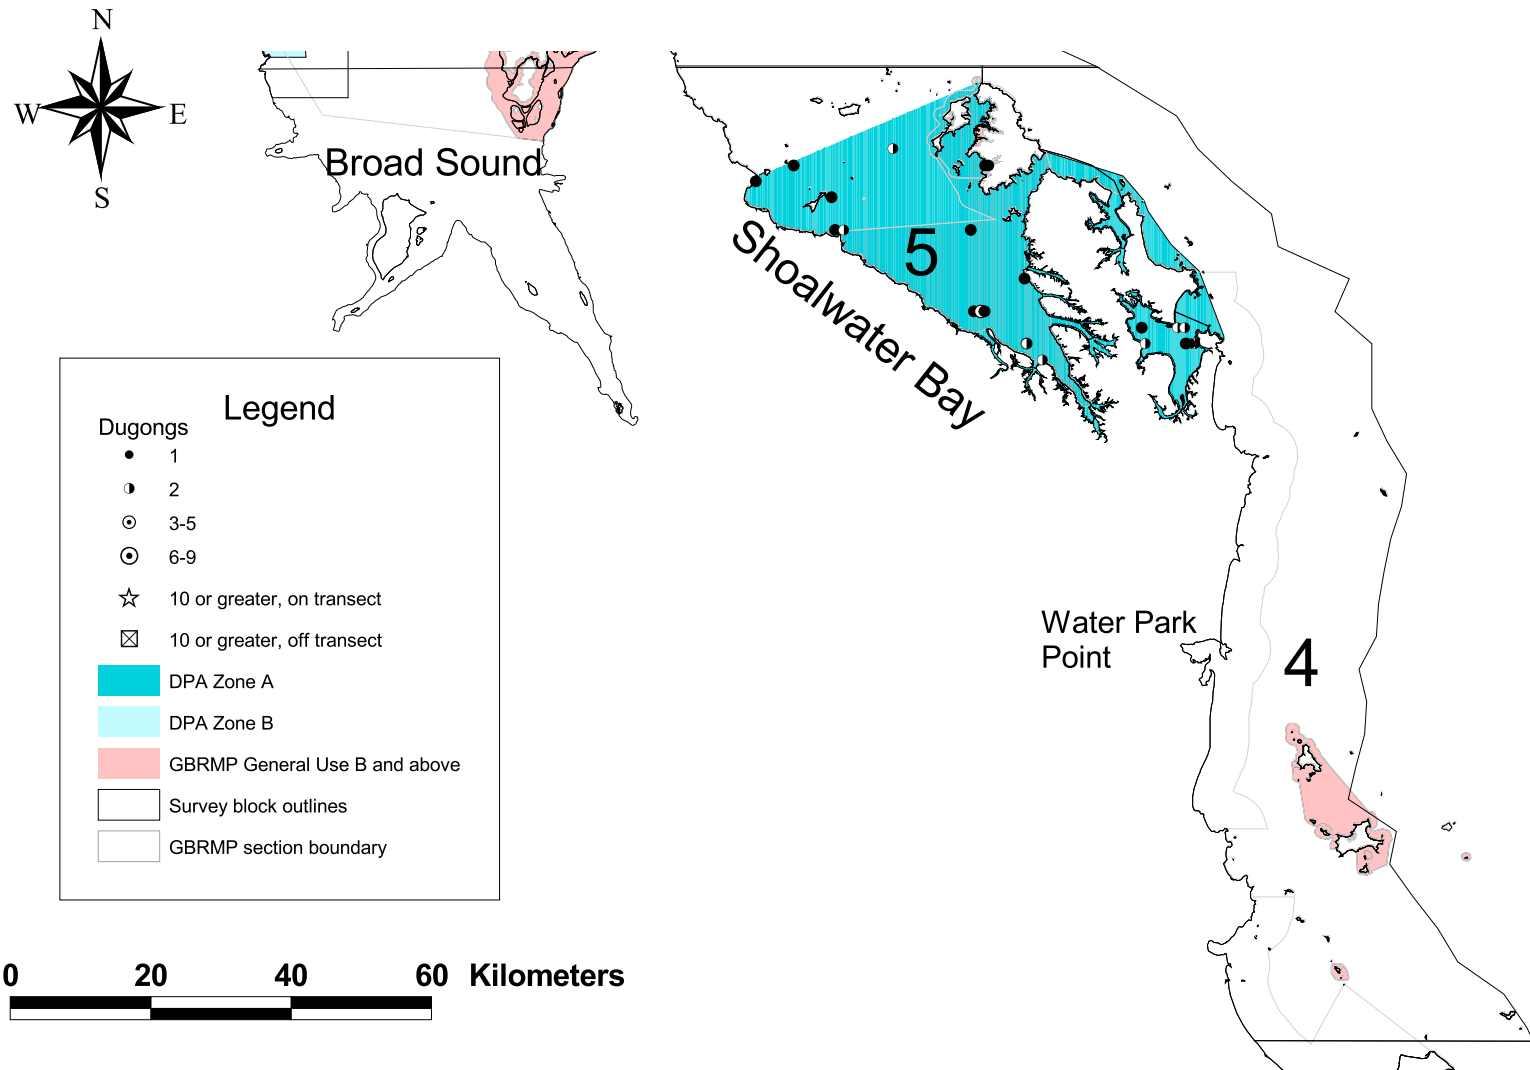 N
W
E
S
Broad Sound
5
Shoalwater Bay
Legend
Dugongs
1
2
3-5
6-9
10 or greater, on transect
10 or greater, off transect
DPA Zone A
DPA Zone B
GBRMP General Use B and above
Survey block outlines
GBRMP section boundary
Water Park
Point
4
0 20 40 60 Kilometers